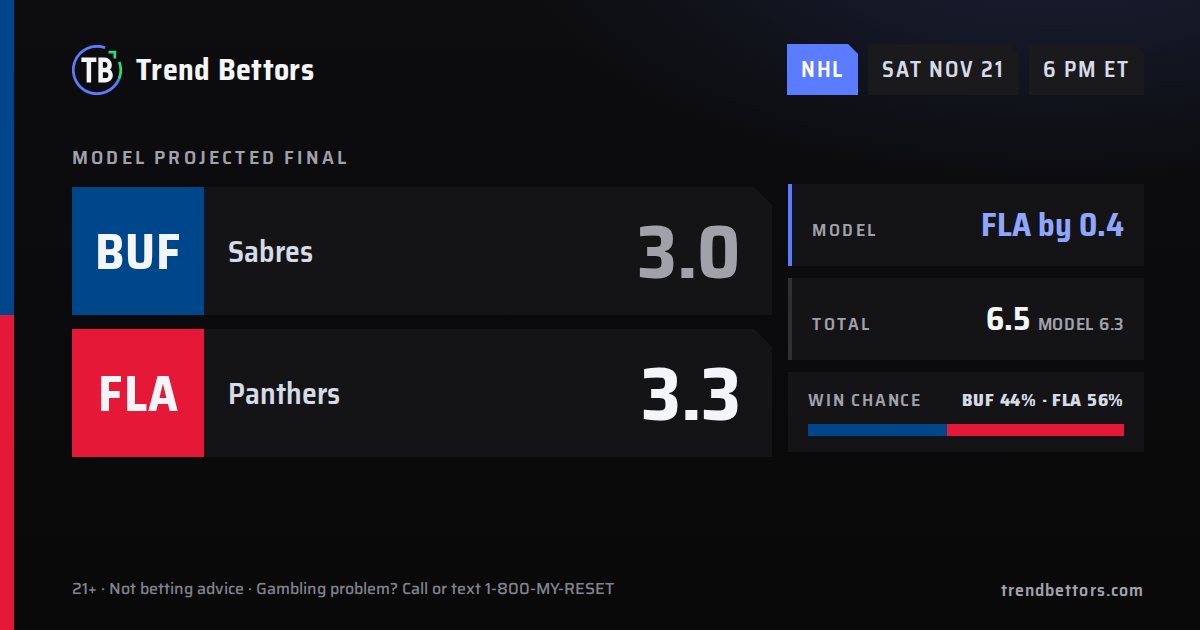 TB Trend Bettors
NHL SAT NOV 21 6 PM ET
MODEL PROJECTED FINAL
BUF Sabres 3.0
FLA Panthers 3.3
MODEL FLA by 0.4
TOTAL 6.5 MODEL 6.3
WIN CHANCE BUF 44% · FLA 56%
21+ · Not betting advice · Gambling problem? Call or text 1-800-MY-RESET
trendbettors.com